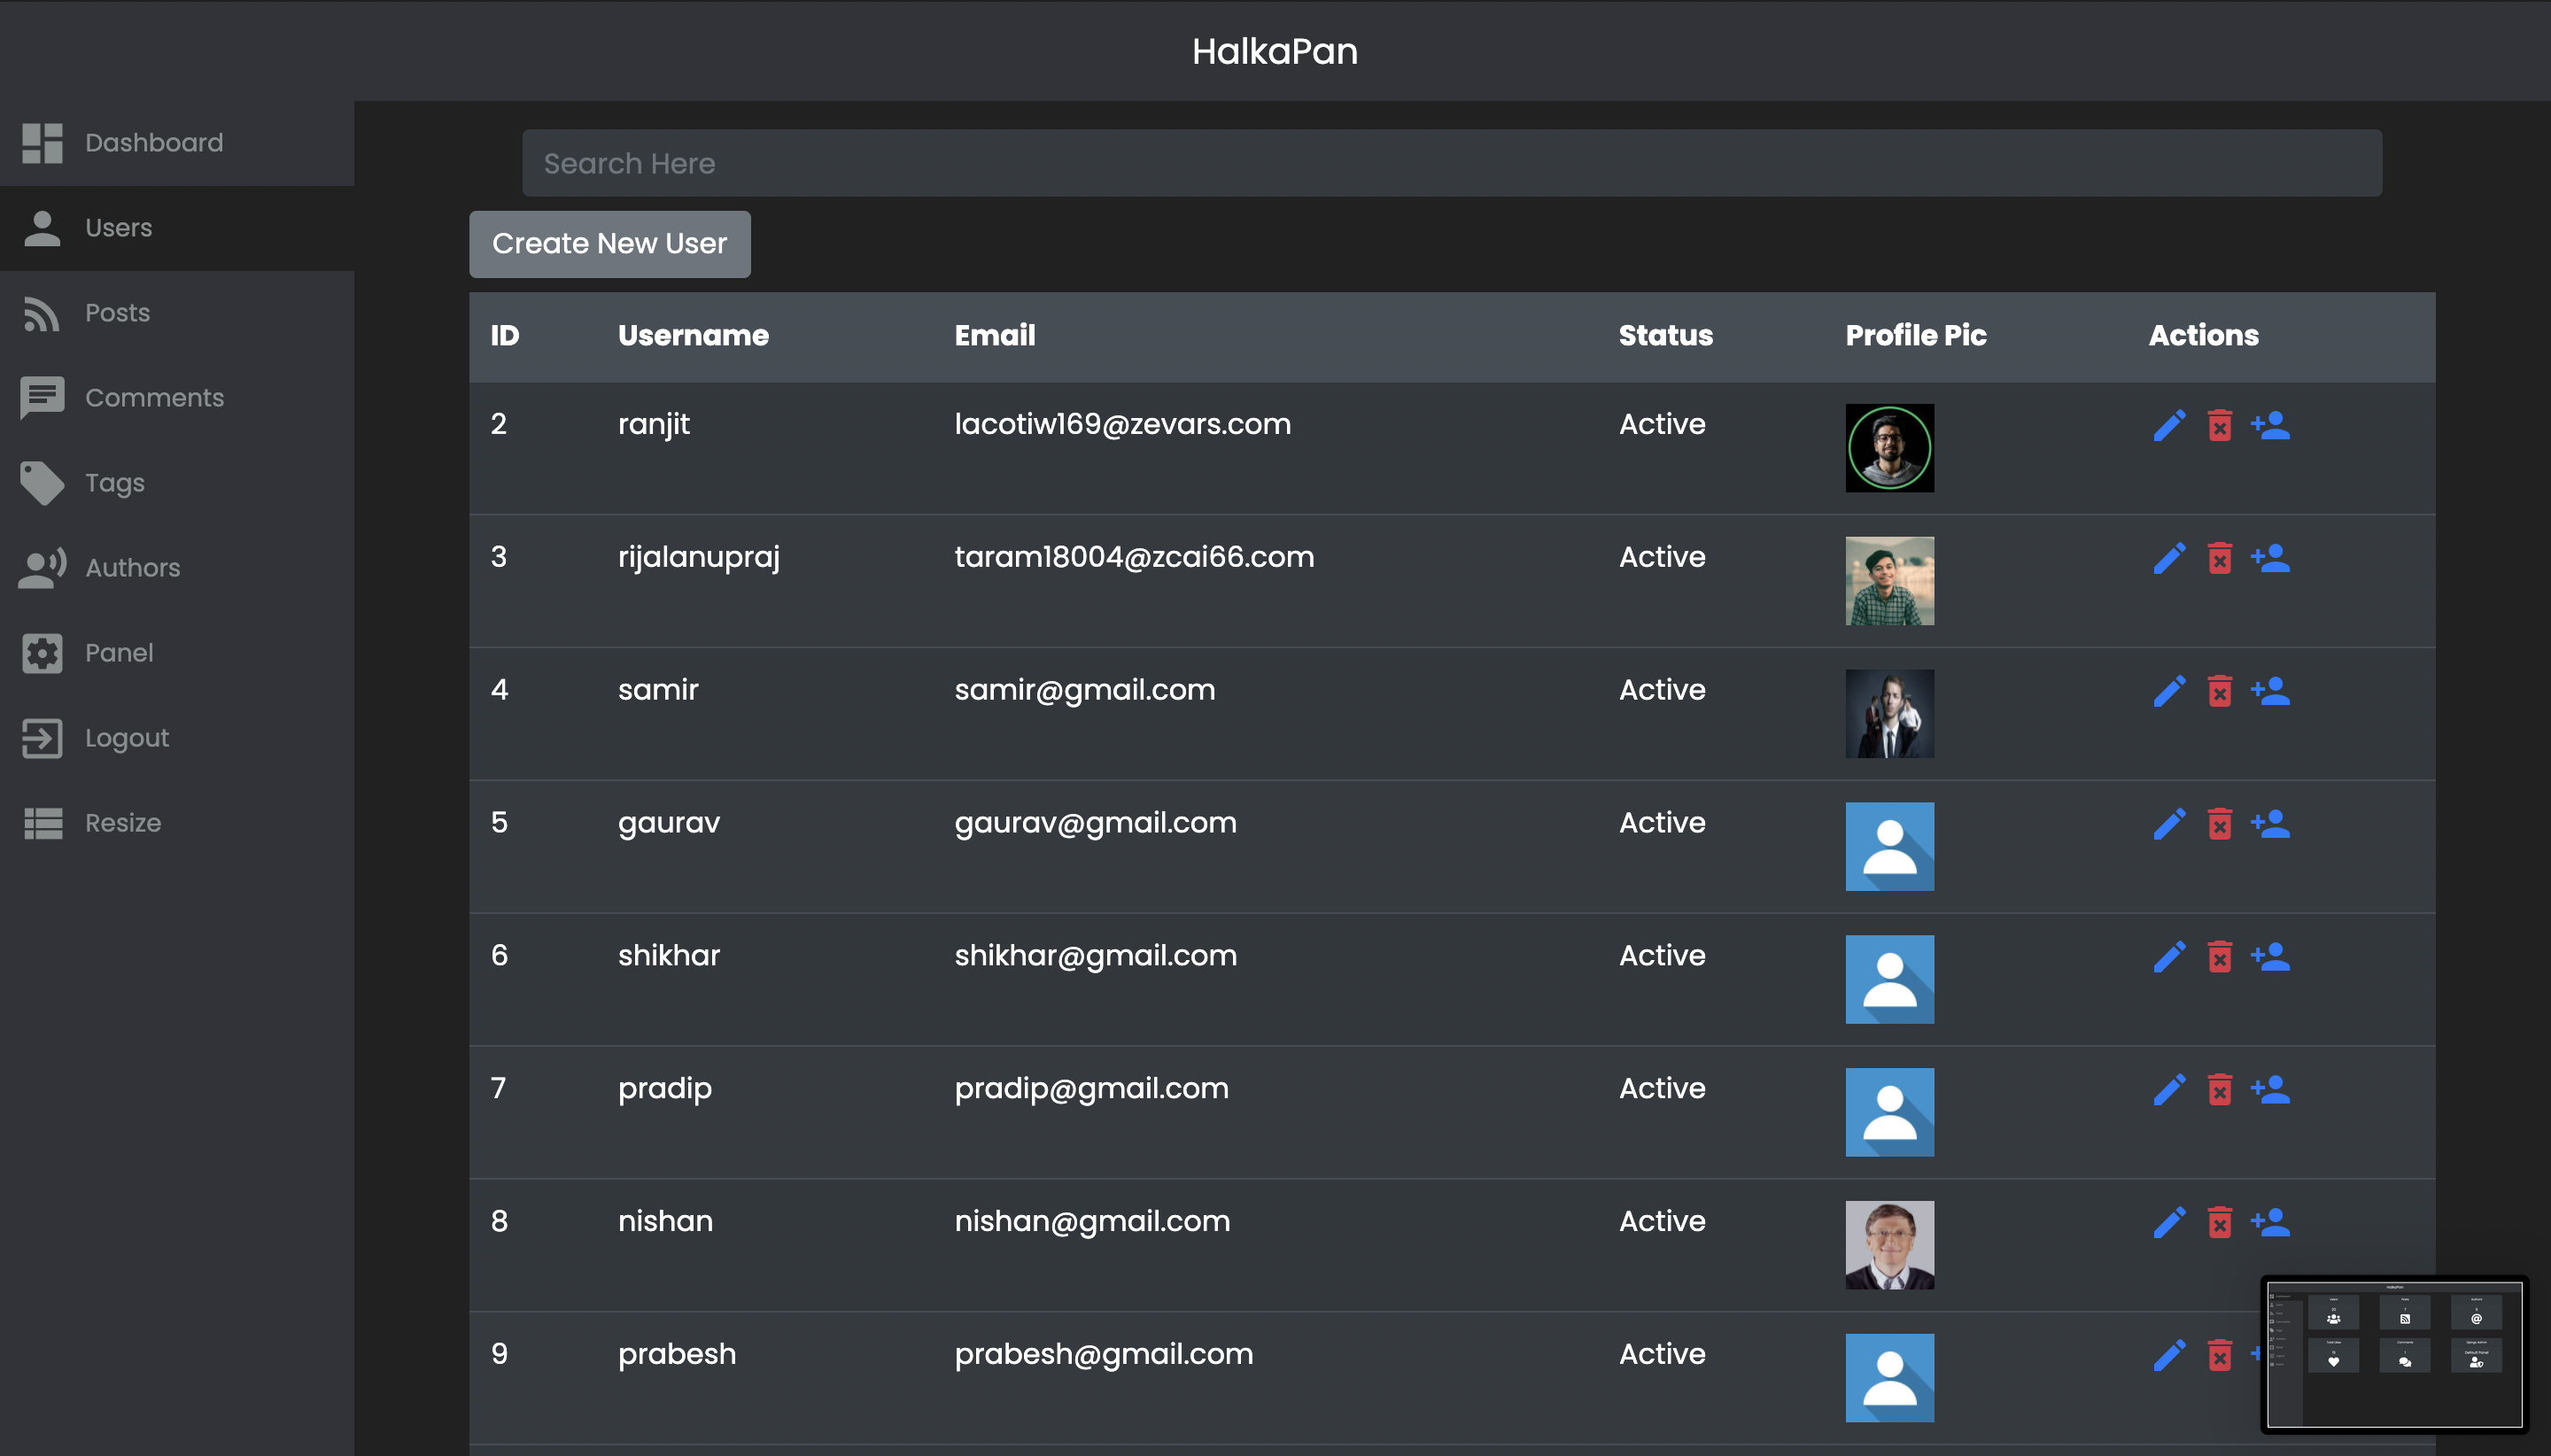 HalkaPan
Dashboard
Users
Posts
Comments
Tags
Authors
Panel
Logout
Resize
Search Here
Create New User
ID Username Email Status Profile Pic Actions
2 ranjit lacotiw169@zevars.com Active
3 rijalanupraj taram18004@zcai66.com Active
4 samir samir@gmail.com Active
5 gaurav gaurav@gmail.com Active
6 shikhar shikhar@gmail.com Active
7 pradip pradip@gmail.com Active
8 nishan nishan@gmail.com Active
9 prabesh prabesh@gmail.com Active